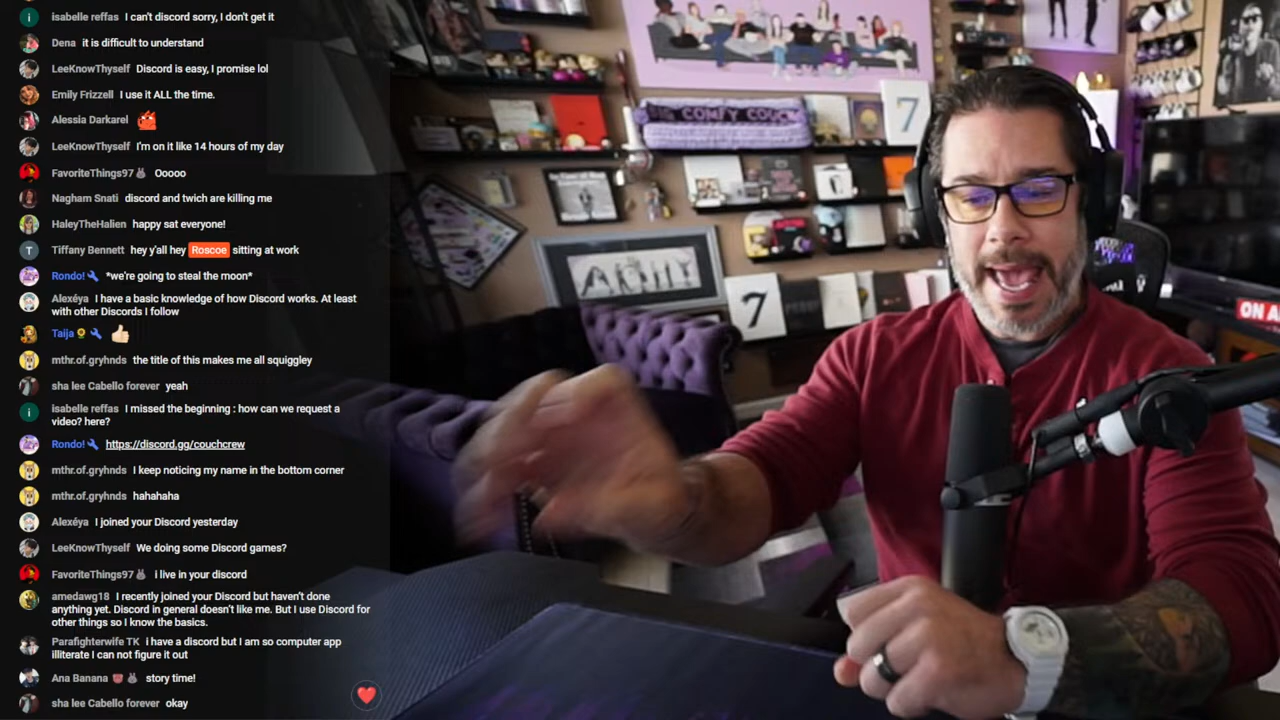 isabelle reffas I can't discord sorry, I don't get it
Dena it is difficult to understand
LeeKnowThyself Discord is easy, I promise lol
Emily Frizzell I use it ALL the time.
Alessia Darkarel
LeeKnowThyself I'm on it like 14 hours of my day
FavoriteThings97 Ooooo
Nagham Snati discord and twich are killing me
HaleyTheHalien happy sat everyone!
T Tiffany Bennett hey y'all hey Roscoe sitting at work
Rondo! *we're going to steal the moon*
Alexéya I have a basic knowledge of how Discord works. At least
with other Discords I follow
Taija
mthr.of.gryhnds the title of this makes me all squiggley
sha lee Cabello forever yeah
i isabelle reffas I missed the beginning : how can we request a
video? here?
Rondo! https://discord.gg/couchcrew
mthr.of.gryhnds I keep noticing my name in the bottom corner
mthr.of.gryhnds hahahaha
Alexéya I joined your Discord yesterday
LeeKnowThyself We doing some Discord games?
FavoriteThings97 i live in your discord
amedawg18 I recently joined your Discord but haven't done
anything yet. Discord in general doesn't like me. But I use Discord for
other things so I know the basics.
Parafighterwife TK i have a discord but I am so computer app
illiterate I can not figure it out
Ana Banana story time!
sha lee Cabello forever okay
COMFY COUCH
7
ARMY
7
ON A